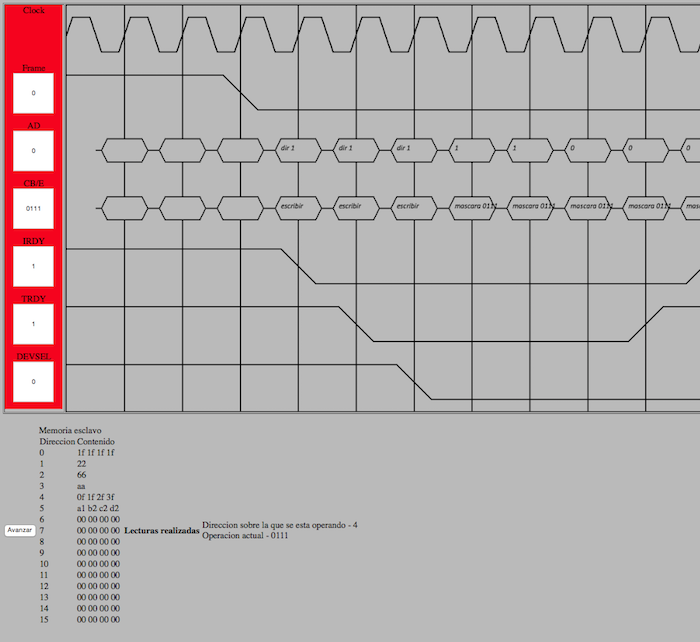 Clock
Frame
0
AD
0
dir 1 dir 1 dir 1 1 1 0 0 0
CB/E
0111
escribir escribir escribir mascara 0111 mascara 0111 mascara 0111 mascara 0111 mas
IRDY
1
TRDY
1
DEVSEL
0
Memoria esclavo
Direccion Contenido
0 1f 1f 1f 1f
1 22
2 66
3 aa
4 0f 1f 2f 3f
5 a1 b2 c2 d2
6 00 00 00 00
Avanzar 7 00 00 00 00 Lecturas realizadas Direccion sobre la que se esta operando - 4
Operacion actual - 0111
8 00 00 00 00
9 00 00 00 00
10 00 00 00 00
11 00 00 00 00
12 00 00 00 00
13 00 00 00 00
14 00 00 00 00
15 00 00 00 00